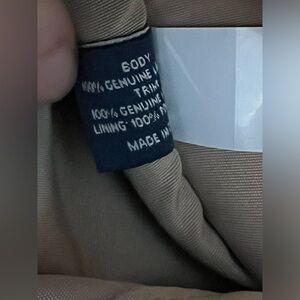 BODY
100% GENUINE
TRIM
100% GENUINE
LINING 100%
MADE IN